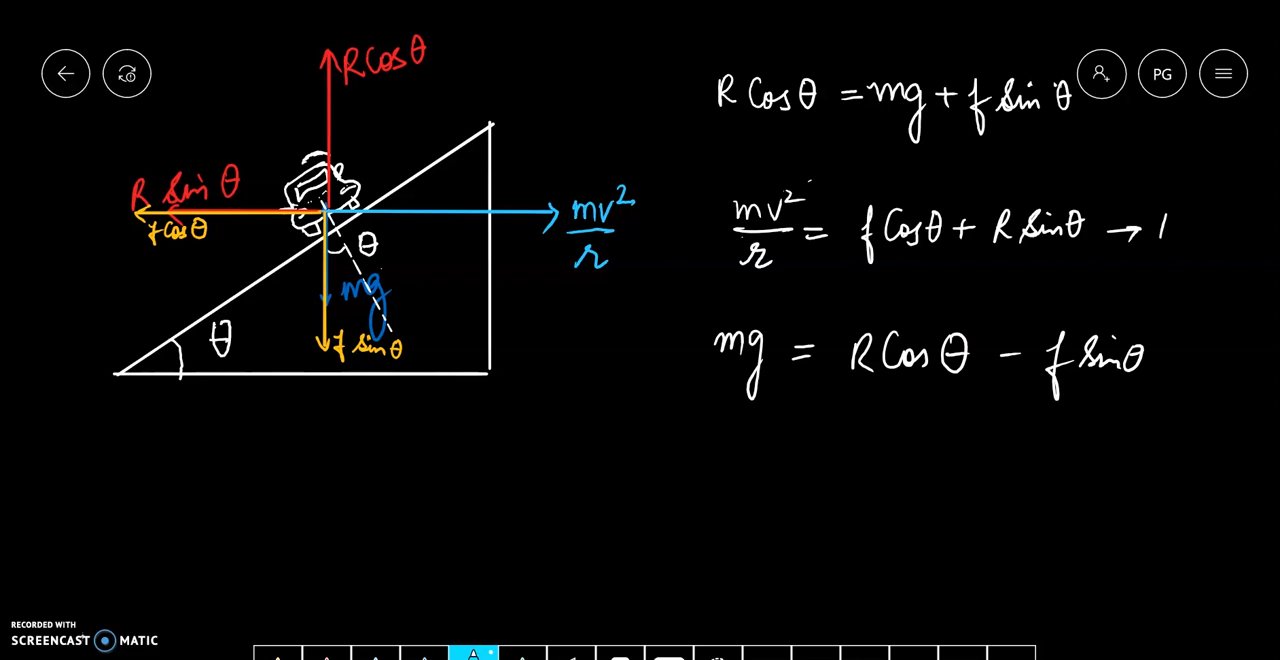 R Cos θ
R Sin θ
f Cos θ
mv²/r
θ
mg
θ
f Sin θ
R Cos θ = mg + f Sin θ
mv²/r = f Cos θ + R Sin θ → 1
mg = R Cos θ − f Sin θ
PG
RECORDED WITH
SCREENCAST MATIC